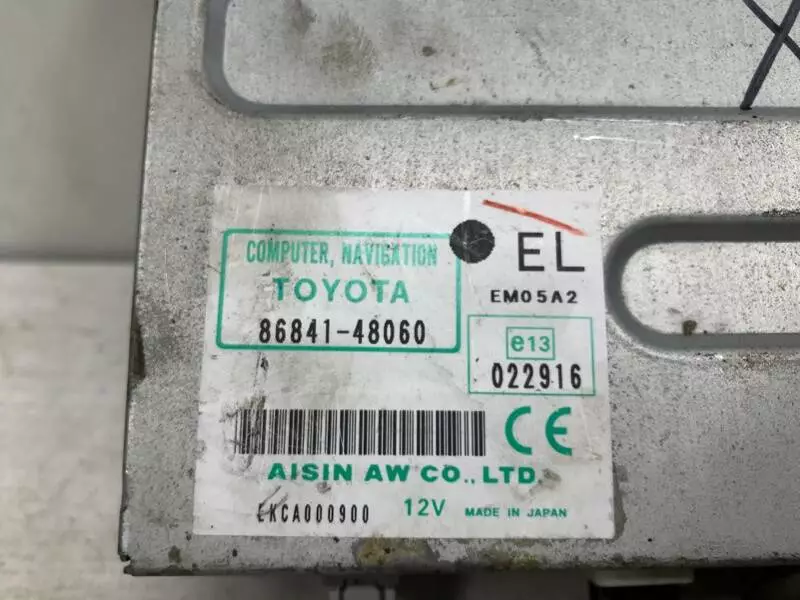 COMPUTER, NAVIGATION
TOYOTA
86841-48060
EL
EM05A2
e13
022916
CE
AISIN AW CO., LTD.
EKCA000900
12V
MADE IN JAPAN